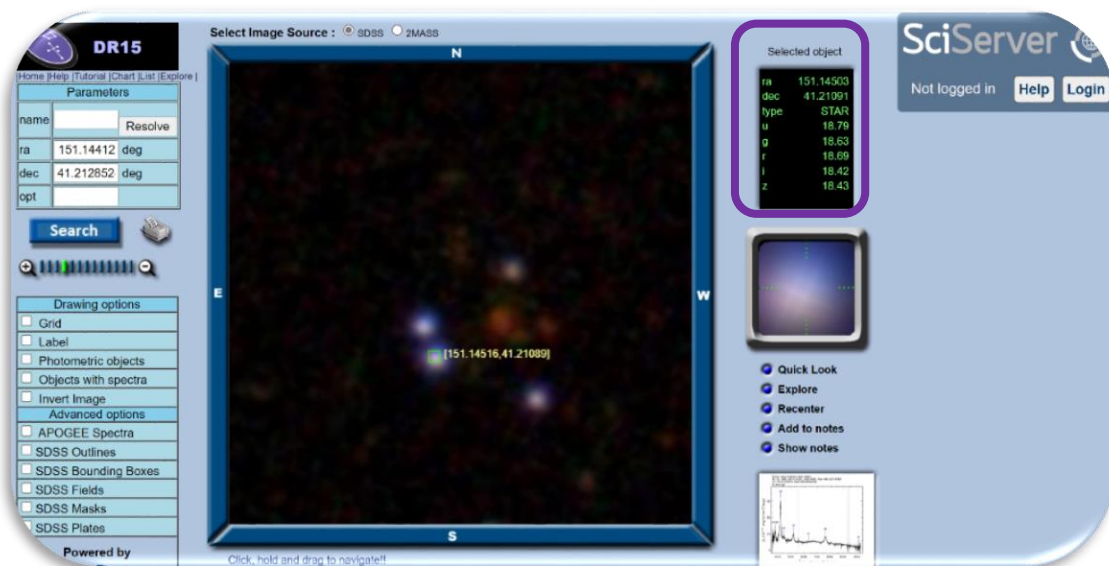 DR15
|Home |Help |Tutorial |Chart |List |Explore |
Parameters
name Resolve
ra 151.14412 deg
dec 41.212852 deg
opt
Search
Drawing options
Grid
Label
Photometric objects
Objects with spectra
Invert Image
Advanced options
APOGEE Spectra
SDSS Outlines
SDSS Bounding Boxes
SDSS Fields
SDSS Masks
SDSS Plates
Powered by
Select Image Source : SDSS 2MASS
N
E
W
[151.14516,41.21089]
S
Click, hold and drag to navigate!!
Selected object
ra 151.14503
dec 41.21091
type STAR
u 18.79
g 18.63
r 18.69
i 18.42
z 18.43
Quick Look
Explore
Recenter
Add to notes
Show notes
SciServer
Not logged in Help Login